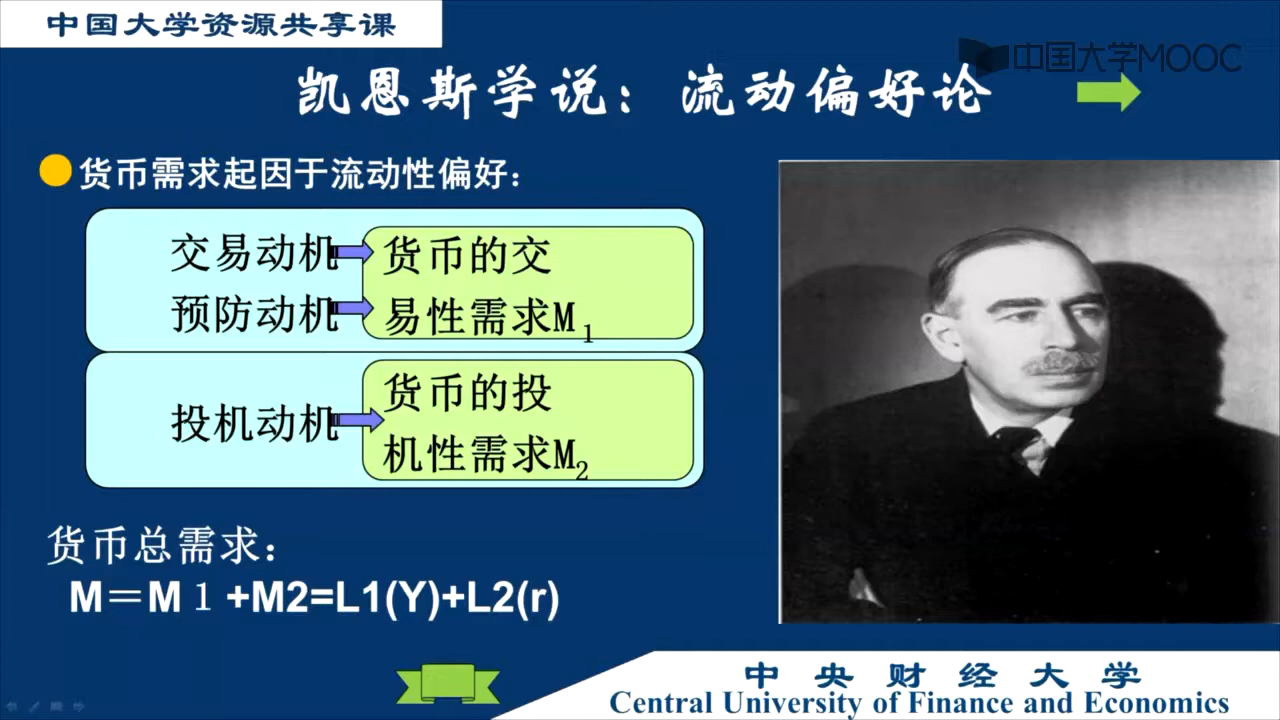 中国大学资源共享课
中国大学MOOC
凯恩斯学说：流动偏好论
货币需求起因于流动性偏好：
交易动机
预防动机
货币的交
易性需求M1
投机动机
货币的投
机性需求M2
货币总需求：
M＝M１+M2=L1(Y)+L2(r)
中央财经大学
Central University of Finance and Economics